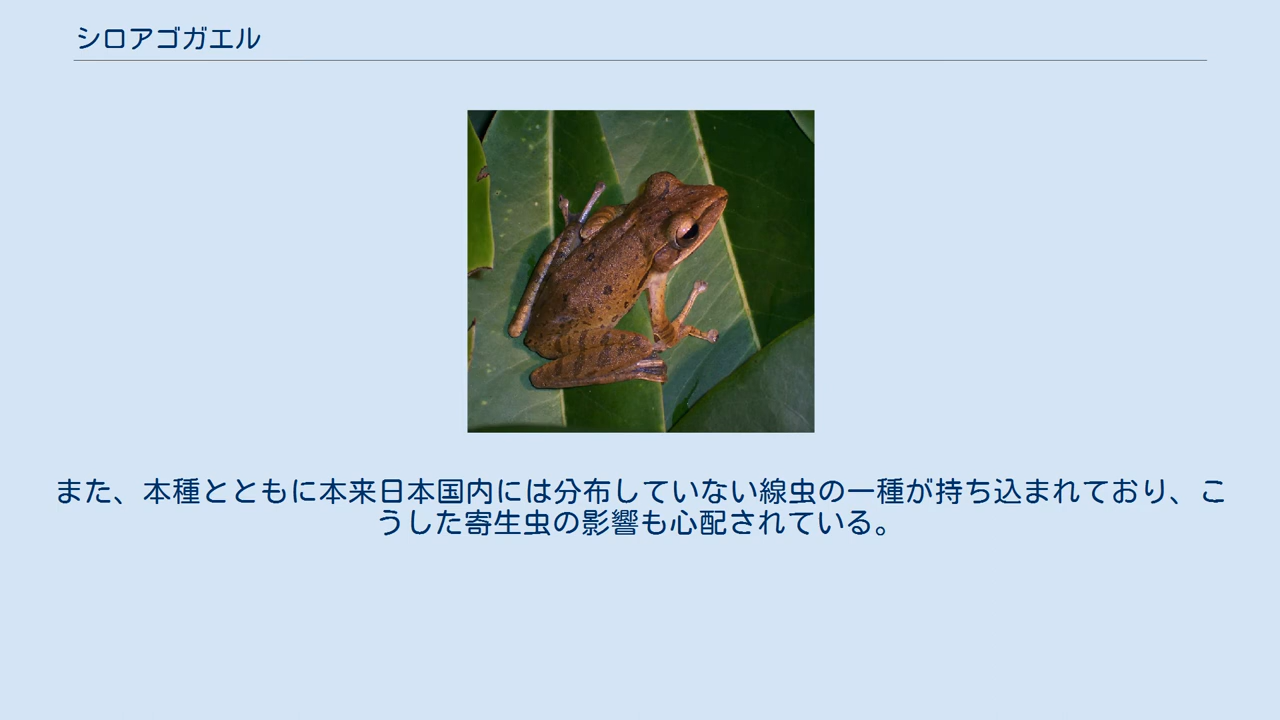 シロアゴガエル
また、本種とともに本来日本国内には分布していない線虫の一種が持ち込まれており、こ
うした寄生虫の影響も心配されている。